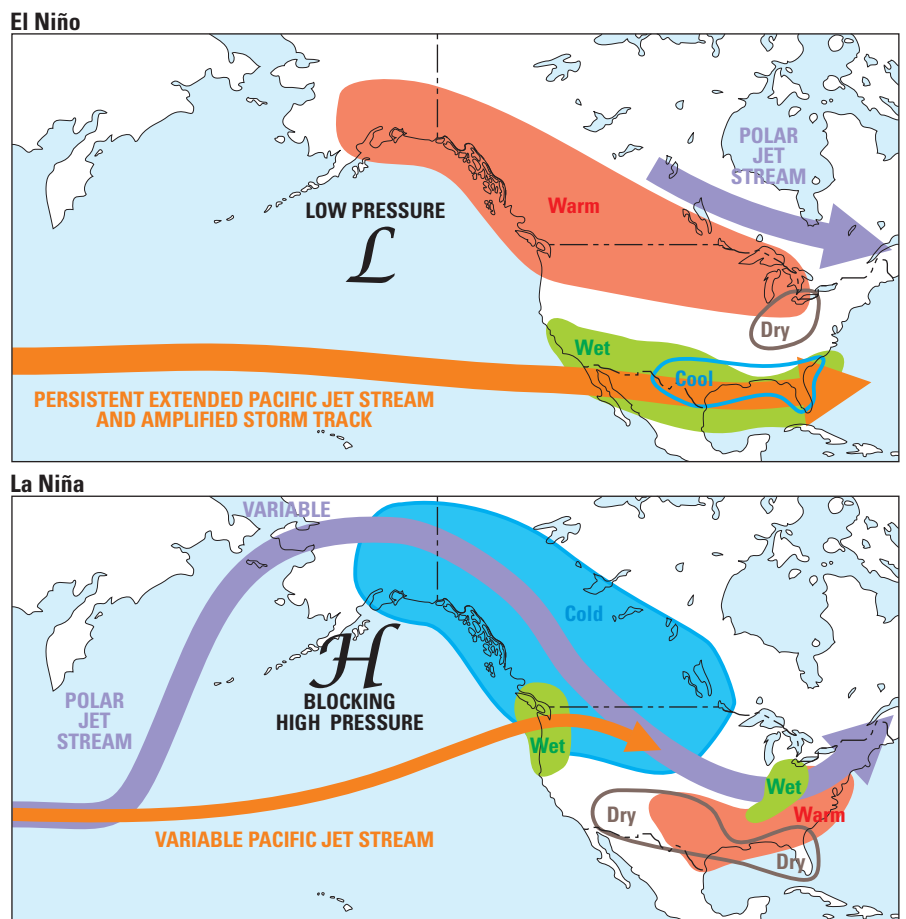 El Niño
POLAR
JET
STREAM
LOW PRESSURE
L
Warm
Dry
Wet
Cool
PERSISTENT EXTENDED PACIFIC JET STREAM
AND AMPLIFIED STORM TRACK
La Niña
VARIABLE
Cold
H
BLOCKING
HIGH PRESSURE
POLAR
JET
STREAM
Wet
Wet
Dry
Warm
VARIABLE PACIFIC JET STREAM
Dry